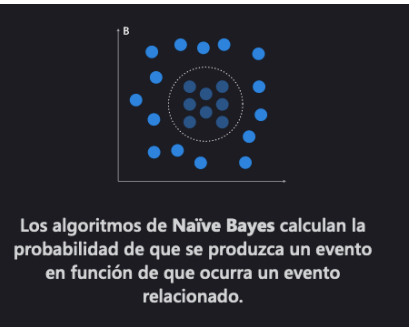 B
Los algoritmos de Naïve Bayes calculan la
probabilidad de que se produzca un evento
en función de que ocurra un evento
relacionado.